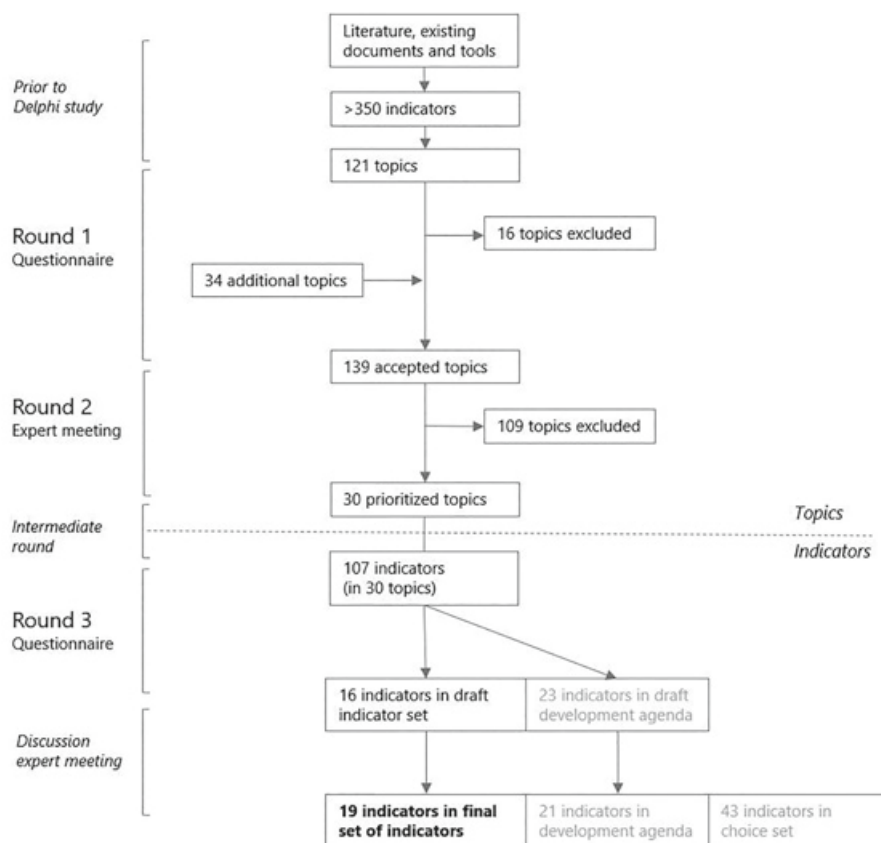 Literature, existing
documents and tools
Prior to
Delphi study
>350 indicators
121 topics
Round 1
Questionnaire
16 topics excluded
34 additional topics
139 accepted topics
Round 2
Expert meeting
109 topics excluded
30 prioritized topics
Intermediate
round
Topics
Indicators
107 indicators
(in 30 topics)
Round 3
Questionnaire
16 indicators in draft
indicator set
23 indicators in draft
development agenda
Discussion
expert meeting
19 indicators in final
set of indicators
21 indicators in
development agenda
43 indicators in
choice set